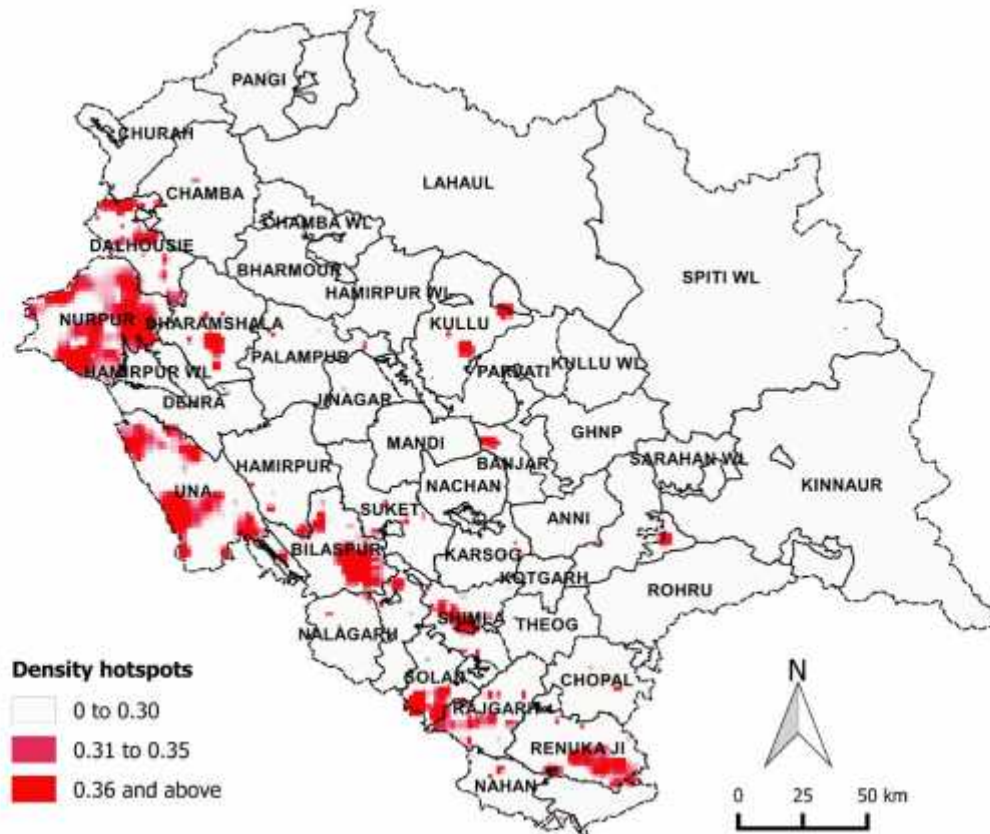 PANGI
CHURAH
CHAMBA
LAHAUL
CHAMBA WL
DALHOUSIE
BHARMOUR
SPITI WL
HAMIRPUR WL
NURPUR
DHARAMSHALA
KULLU
PALAMPUR
PARVATI
KULLU WL
HAMIRPUR WL
DEHRA
JNAGAR
MANDI
GHNP
BANJAR
SARAHAN WL
HAMIRPUR
NACHAN
KINNAUR
UNA
SUKET
ANNI
BILASPUR
KARSOG
KOTGARH
ROHRU
SHIMLA
THEOG
NALAGARH
Density hotspots
SOLAN
CHOPAL
N
0 to 0.30
RAJGARH
0.31 to 0.35
RENUKA JI
0.36 and above
NAHAN
0 25 50 km